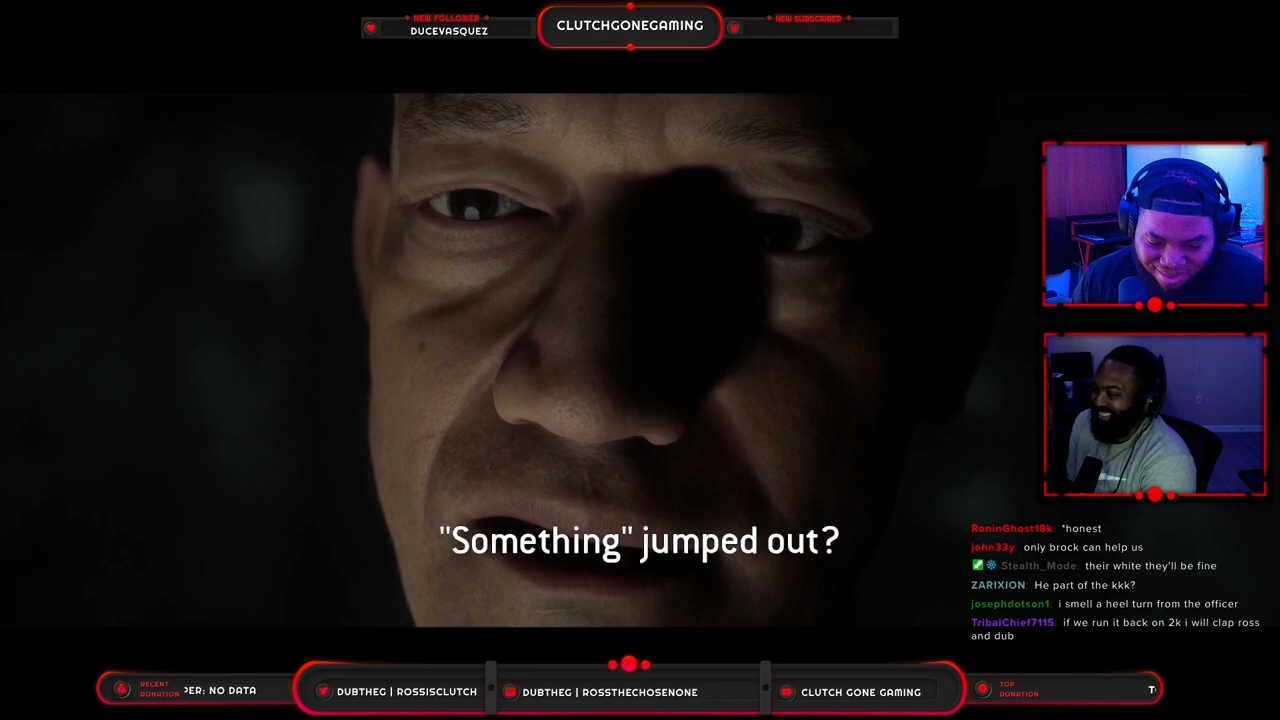 NEW FOLLOWER
DUCEVASQUEZ
CLUTCHGONEGAMING
NEW SUBSCRIBER
"Something" jumped out?
RoninGhost18k: *honest
john33y: only brock can help us
Stealth_Mode: their white they'll be fine
ZARIXION: He part of the kkk?
josephdotson1: i smell a heel turn from the officer
TribalChief7115: if we run it back on 2k i will clap ross
and dub
RECENT
DONATION
PER: NO DATA
DUBTHEG | ROSSISCLUTCH
DUBTHEG | ROSSTHECHOSENONE
CLUTCH GONE GAMING
TOP
DONATION